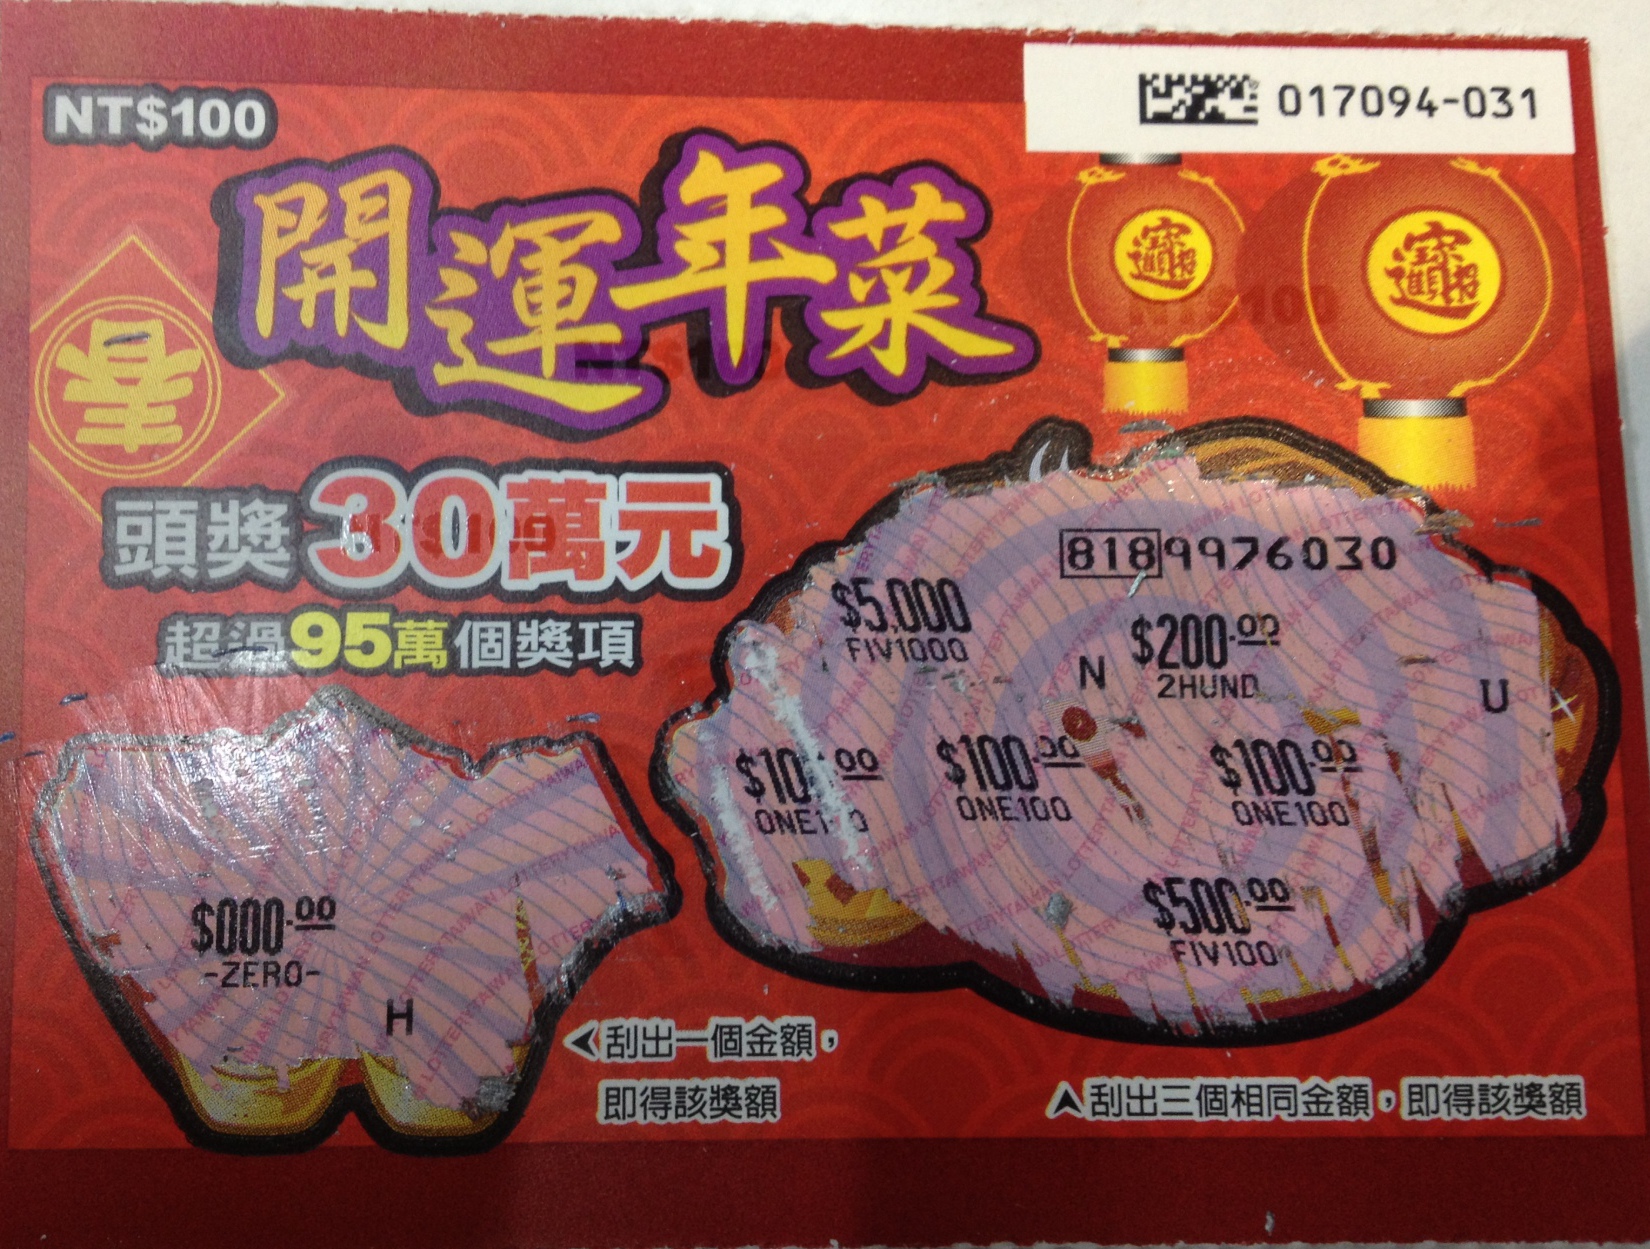 NT$100
017094-031
開運年菜
春
頭獎30萬元
超過95萬個獎項
8189976030
$5,000
FIV1000
N
$200.00
2HUND
U
$100.00
ONE100
$100.00
ONE100
$500.00
FIV100
$000.00
-ZERO-
H
刮出一個金額，
即得該獎額
刮出三個相同金額，即得該獎額